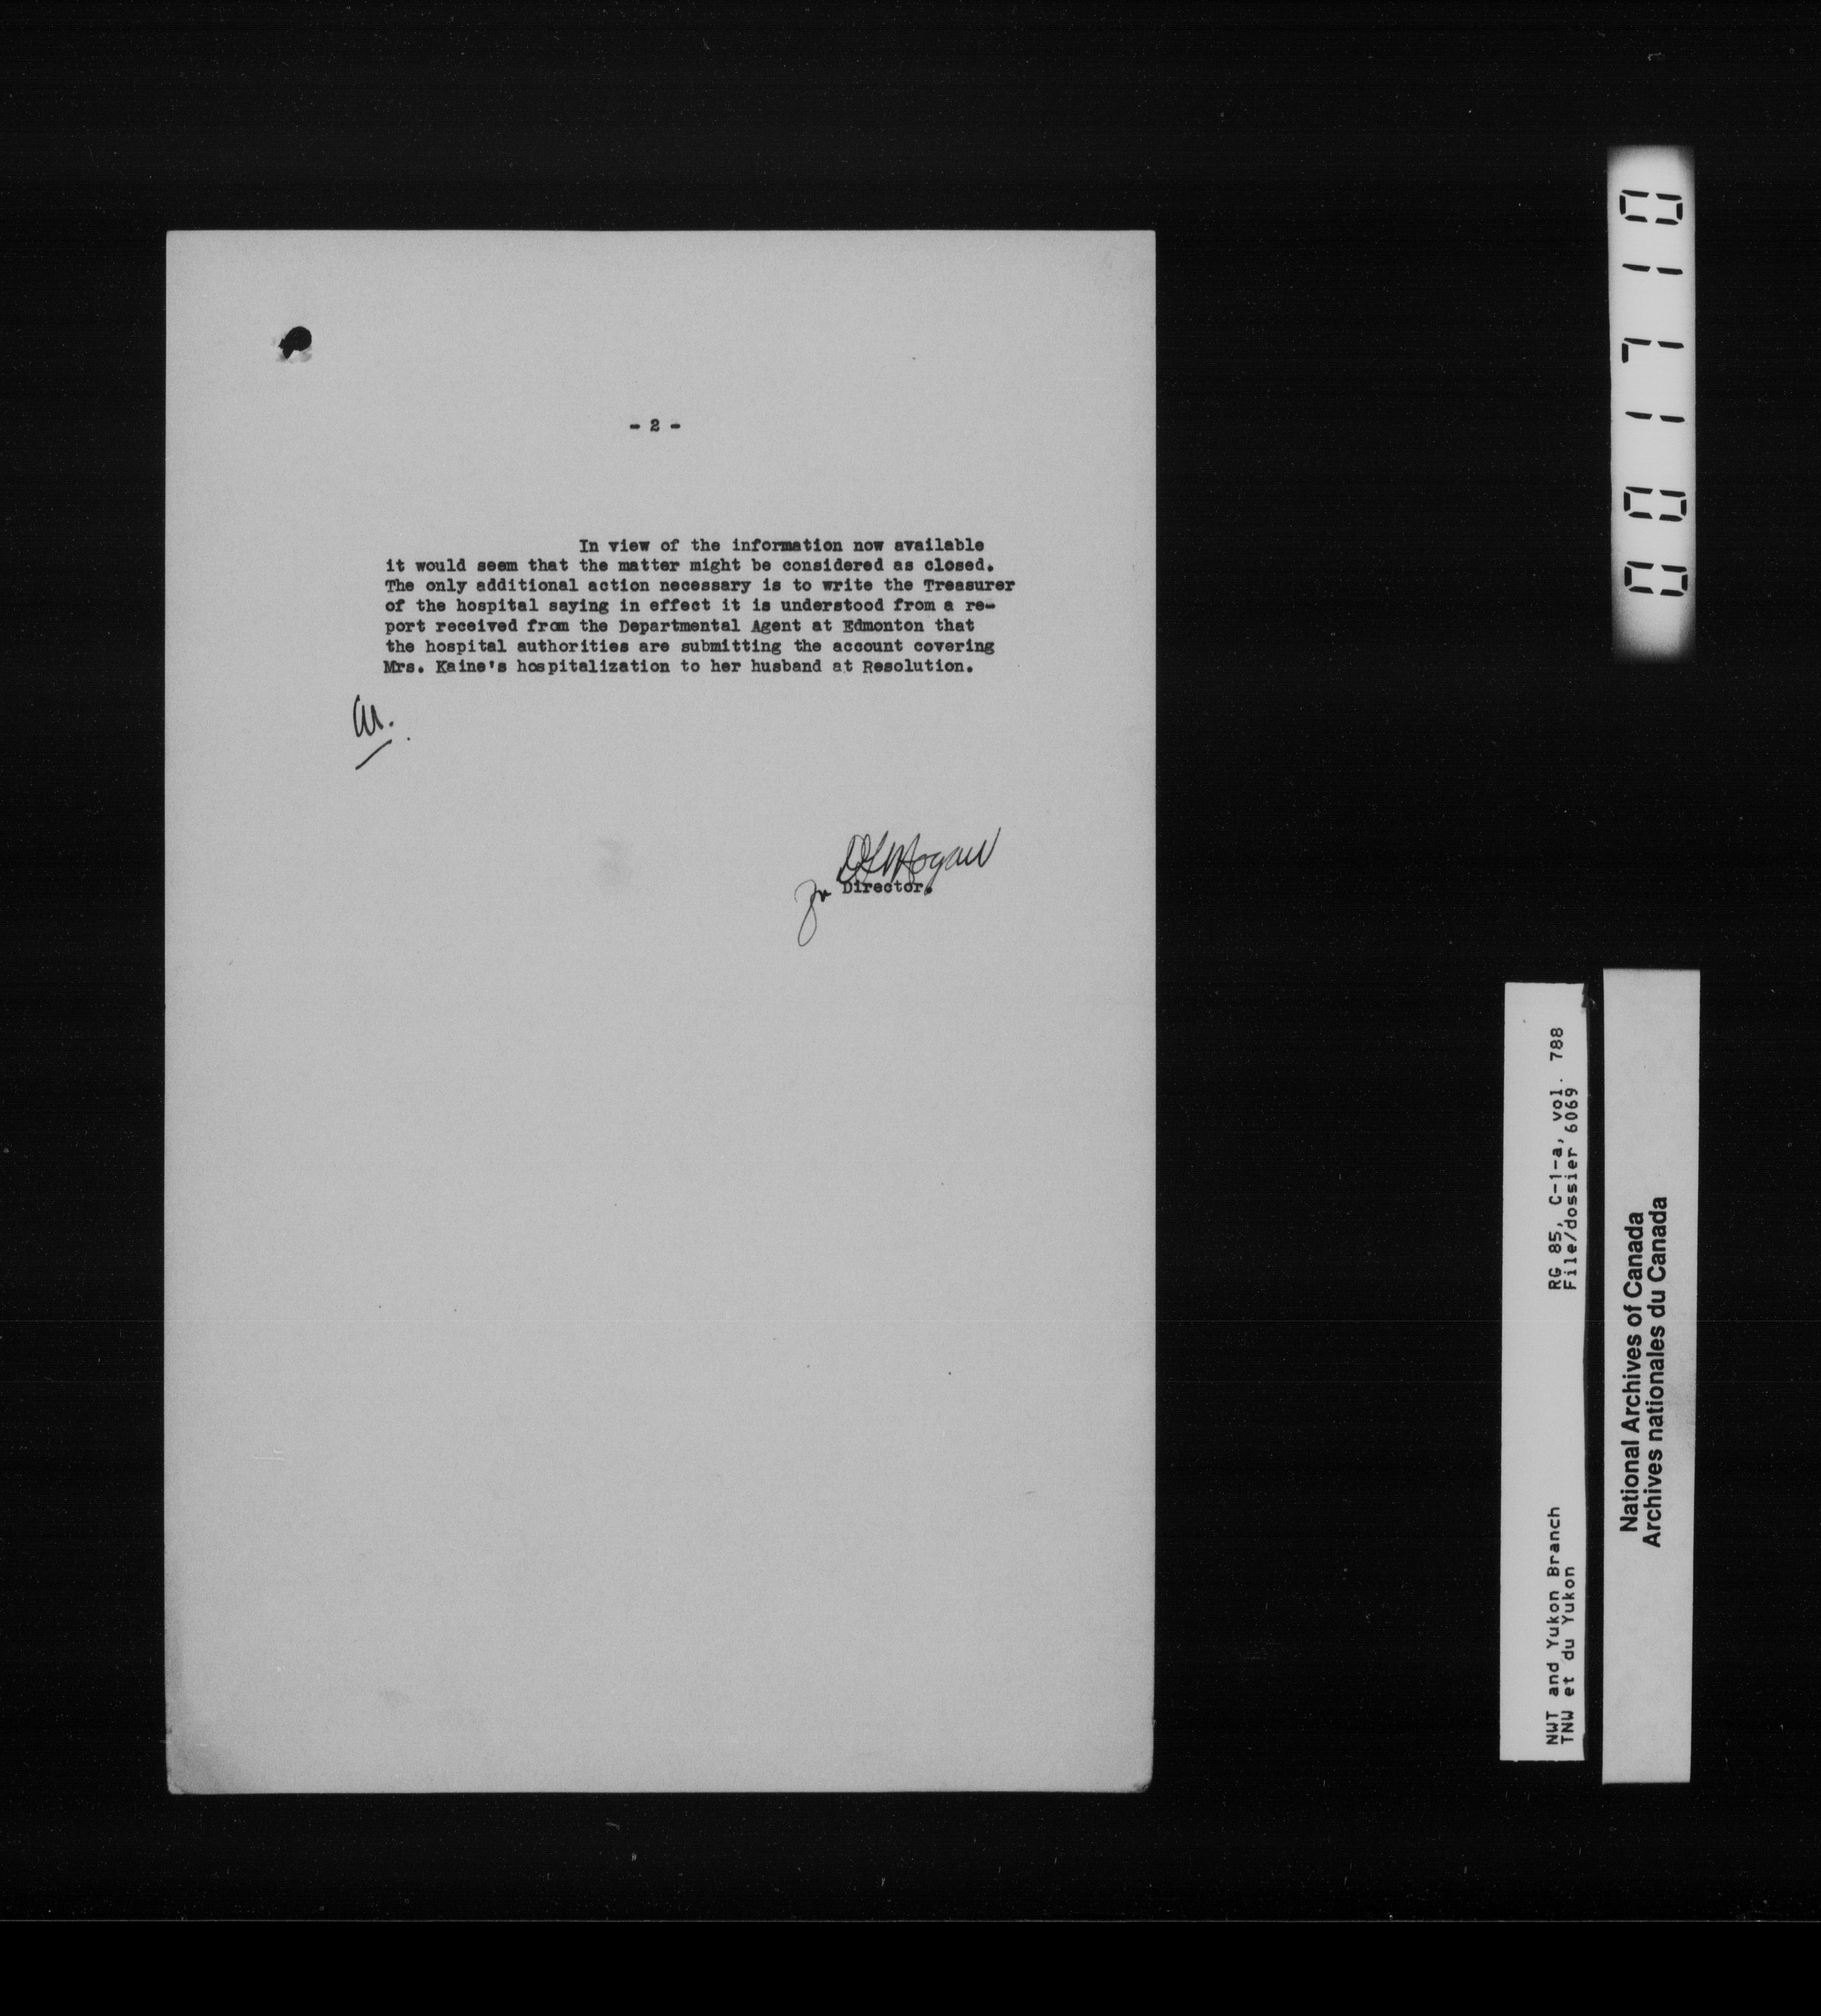 - 2 -
In view of the information now available
it would seem that the matter might be considered as closed.
The only additional action necessary is to write the Treasurer
of the hospital saying in effect it is understood from a re-
port received from the Departmental Agent at Edmonton that
the hospital authorities are submitting the account covering
Mrs. Kaine's hospitalization to her husband at Resolution.
Director.
001710
RG 85, C-1-a, vol. 788
File/dossier 6069
NWT and Yukon Branch
TNW et du Yukon
National Archives of Canada
Archives nationales du Canada